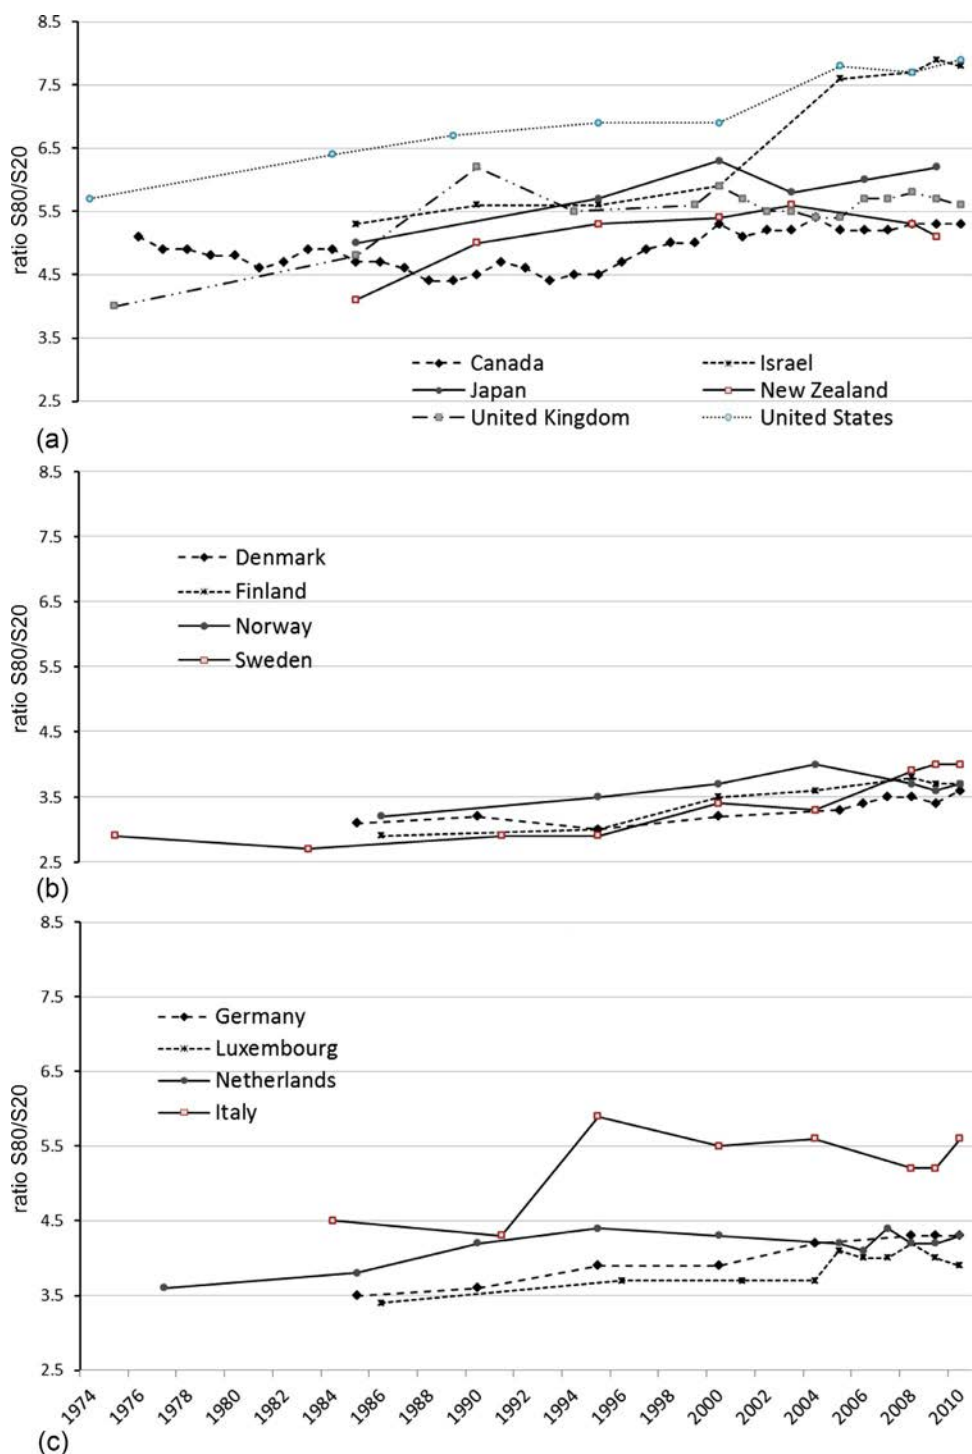 8.5
7.5
6.5
5.5
4.5
3.5
2.5
ratio S80/S20
Canada Israel
Japan New Zealand
United Kingdom United States
(a)
8.5
7.5
6.5
5.5
4.5
3.5
2.5
ratio S80/S20
Denmark
Finland
Norway
Sweden
(b)
8.5
7.5
6.5
5.5
4.5
3.5
2.5
ratio S80/S20
Germany
Luxembourg
Netherlands
Italy
1974 1976 1978 1980 1982 1984 1986 1988 1990 1992 1994 1996 1998 2000 2002 2004 2006 2008 2010
(c)